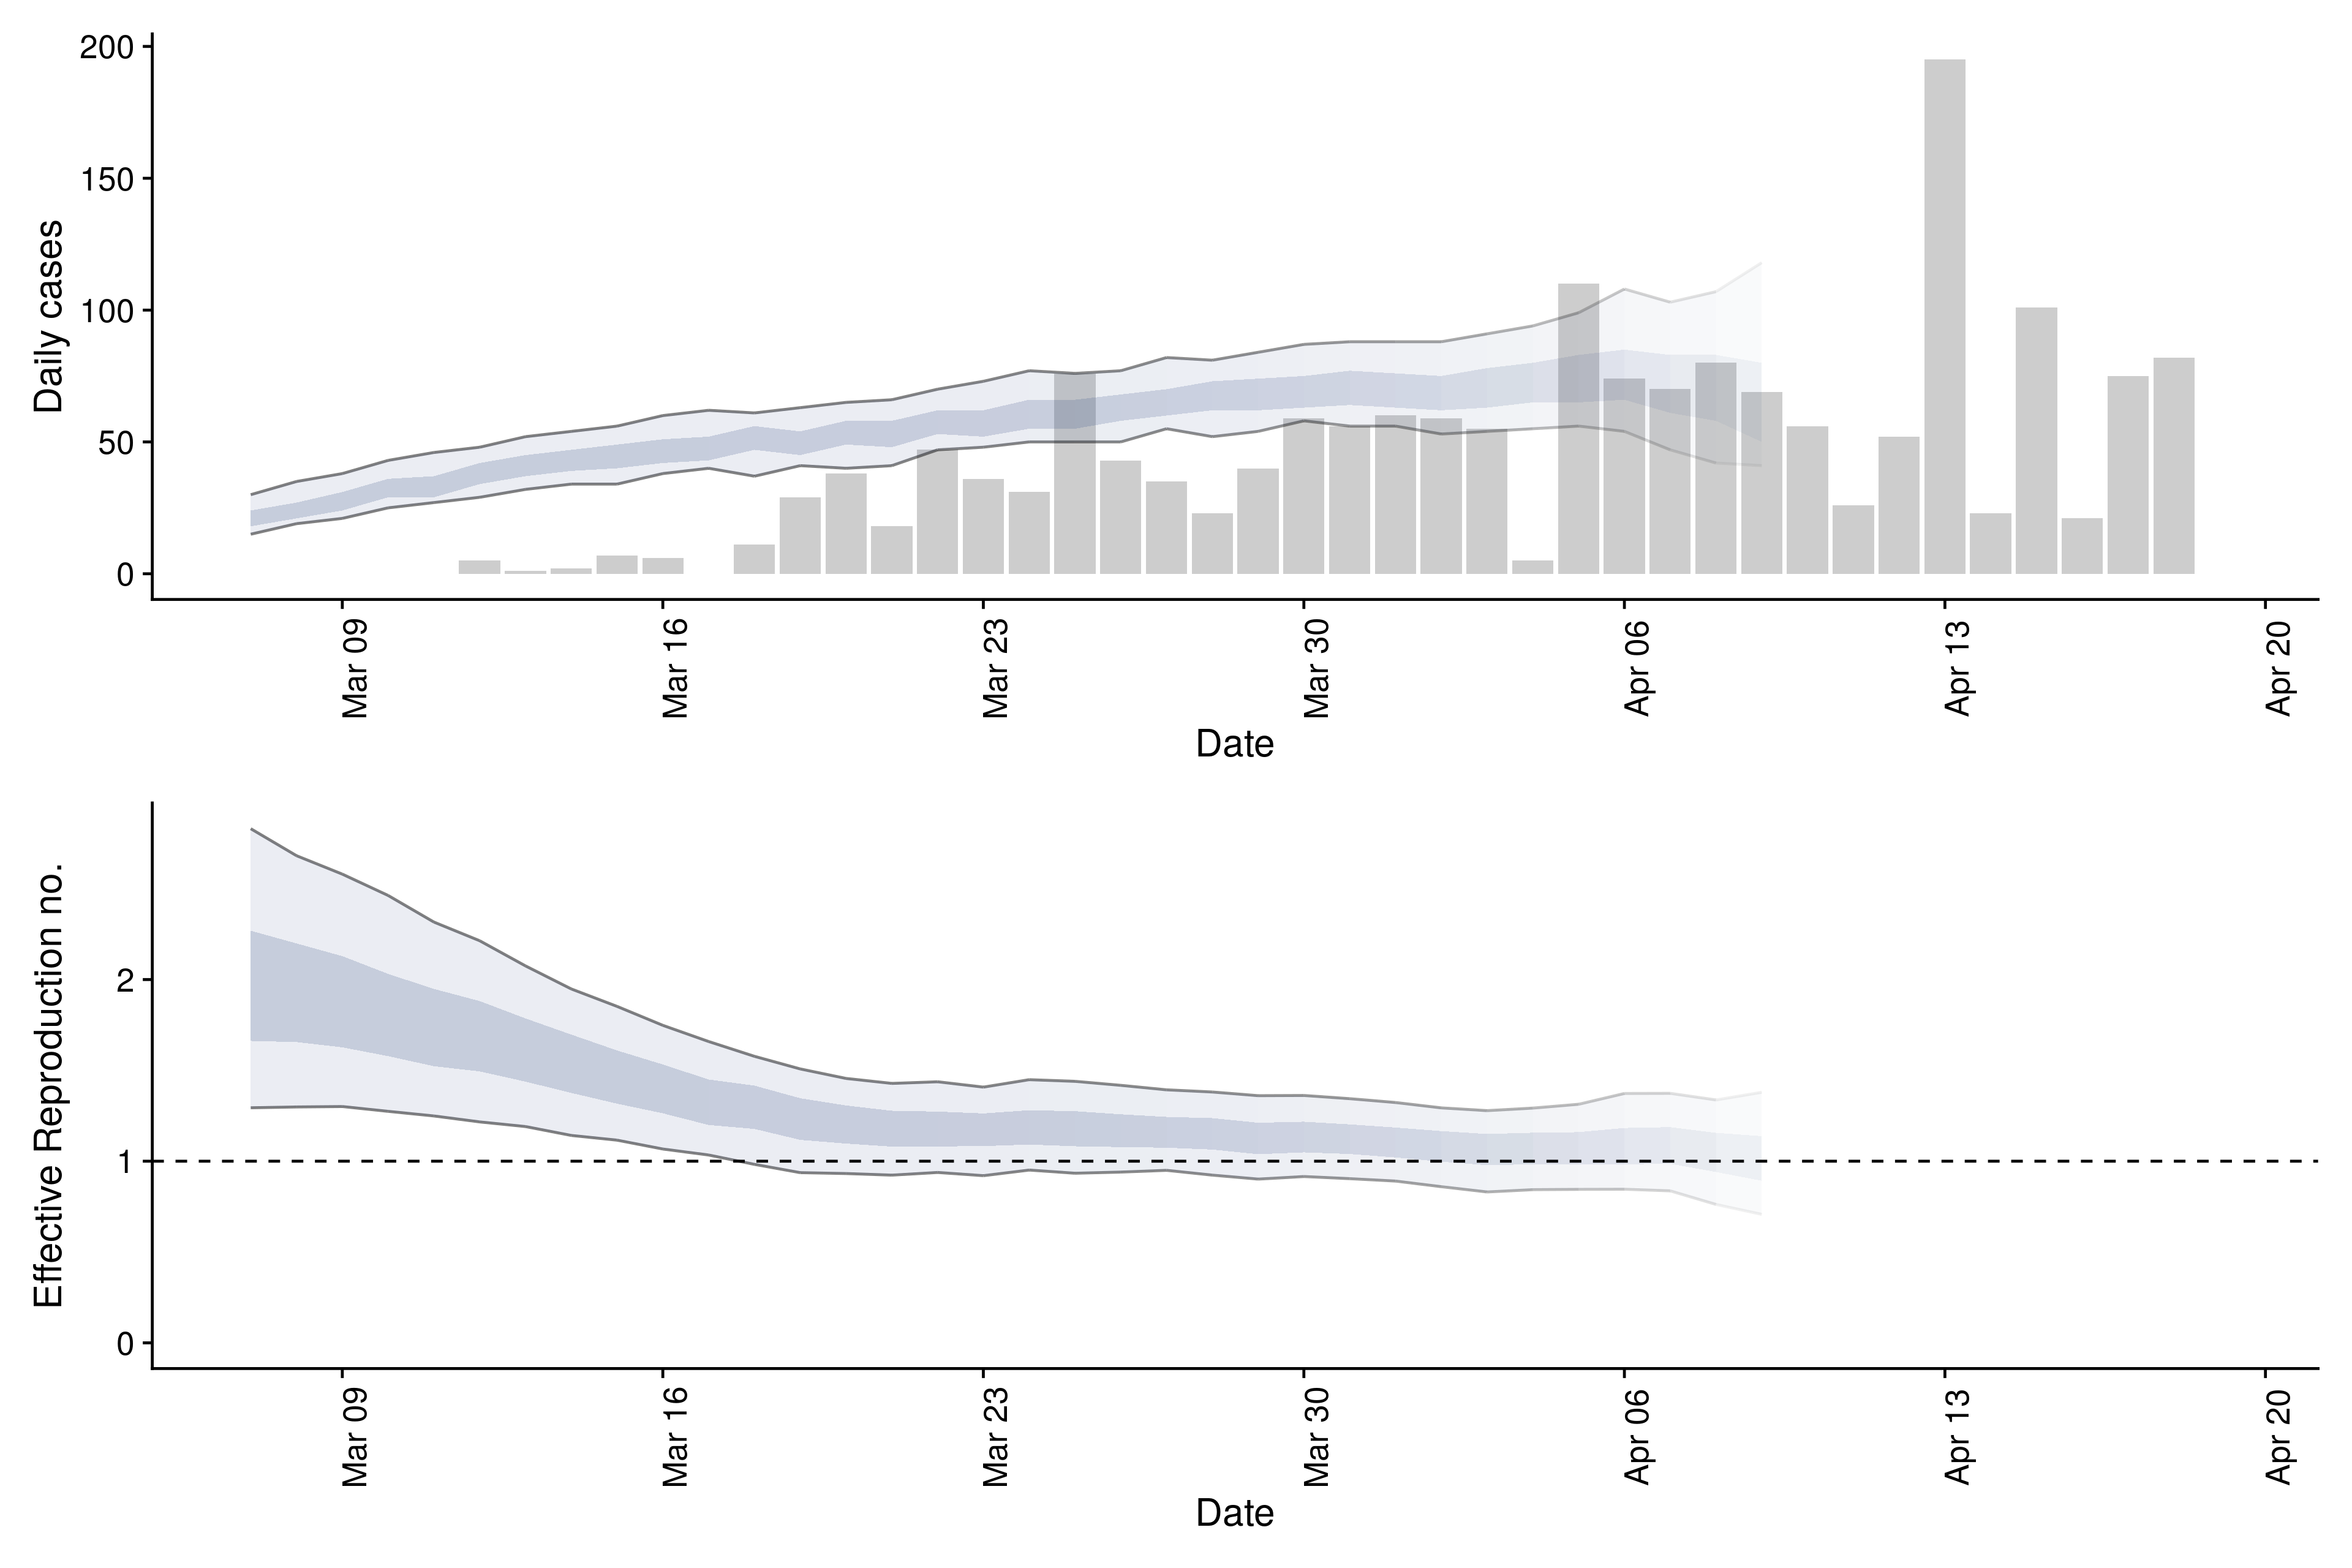 200
150
100
50
0
Daily cases
Mar 09
Mar 16
Mar 23
Mar 30
Apr 06
Apr 13
Apr 20
Date
2
1
0
Effective Reproduction no.
Mar 09
Mar 16
Mar 23
Mar 30
Apr 06
Apr 13
Apr 20
Date